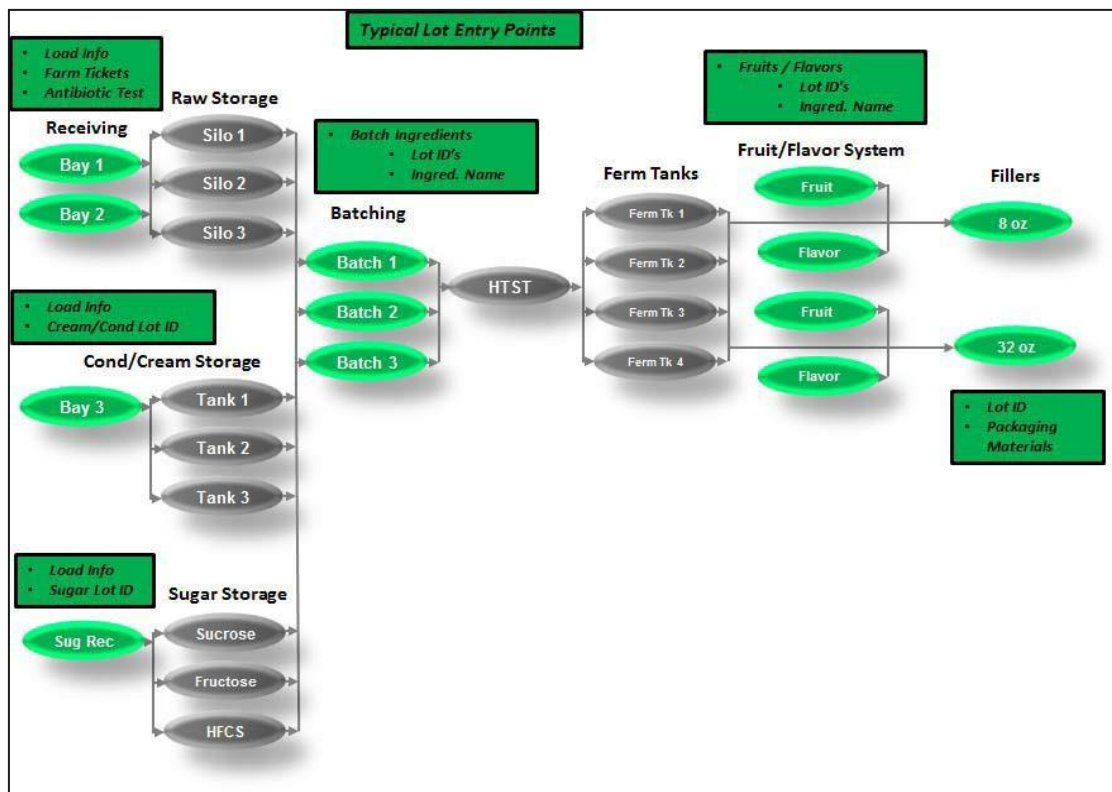 Typical Lot Entry Points
• Load Info
• Farm Tickets
• Antibiotic Test
Receiving
Bay 1
Bay 2
Raw Storage
Silo 1
Silo 2
Silo 3
• Load Info
• Cream/Cond Lot ID
Cond/Cream Storage
Bay 3
Tank 1
Tank 2
Tank 3
• Load Info
• Sugar Lot ID
Sugar Storage
Sug Rec
Sucrose
Fructose
HFCS
• Batch Ingredients
• Lot ID's
• Ingred. Name
Batching
Batch 1
Batch 2
Batch 3
HTST
Ferm Tanks
Ferm Tk 1
Ferm Tk 2
Ferm Tk 3
Ferm Tk 4
• Fruits / Flavors
• Lot ID's
• Ingred. Name
Fruit/Flavor System
Fruit
Flavor
Fruit
Flavor
Fillers
8 oz
32 oz
• Lot ID
• Packaging
Materials